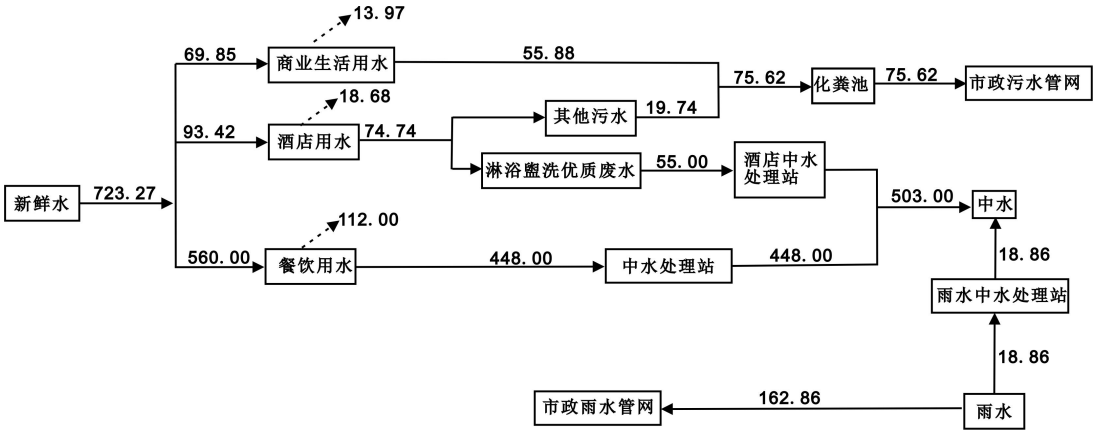 13.97
69.85
商业生活用水
55.88
75.62
化粪池
75.62
市政污水管网
18.68
93.42
酒店用水
74.74
其他污水
19.74
淋浴盥洗优质废水
55.00
酒店中水
处理站
新鲜水
723.27
503.00
中水
112.00
560.00
餐饮用水
448.00
中水处理站
448.00
18.86
雨水中水处理站
18.86
市政雨水管网
162.86
雨水